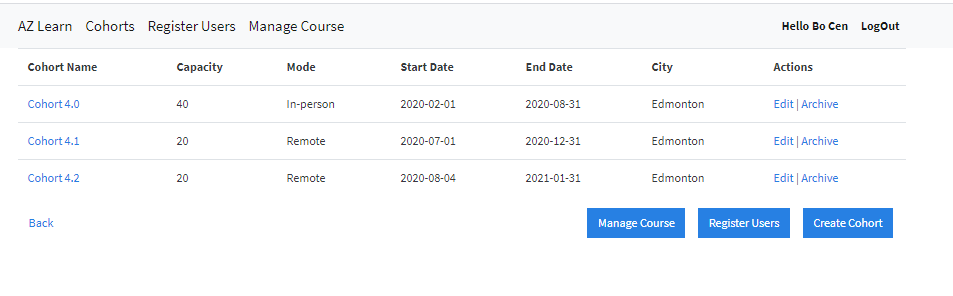 AZ Learn Cohorts Register Users Manage Course Hello Bo Cen LogOut
Cohort Name Capacity Mode Start Date End Date City Actions
Cohort 4.0 40 In-person 2020-02-01 2020-08-31 Edmonton Edit | Archive
Cohort 4.1 20 Remote 2020-07-01 2020-12-31 Edmonton Edit | Archive
Cohort 4.2 20 Remote 2020-08-04 2021-01-31 Edmonton Edit | Archive
Back Manage Course Register Users Create Cohort